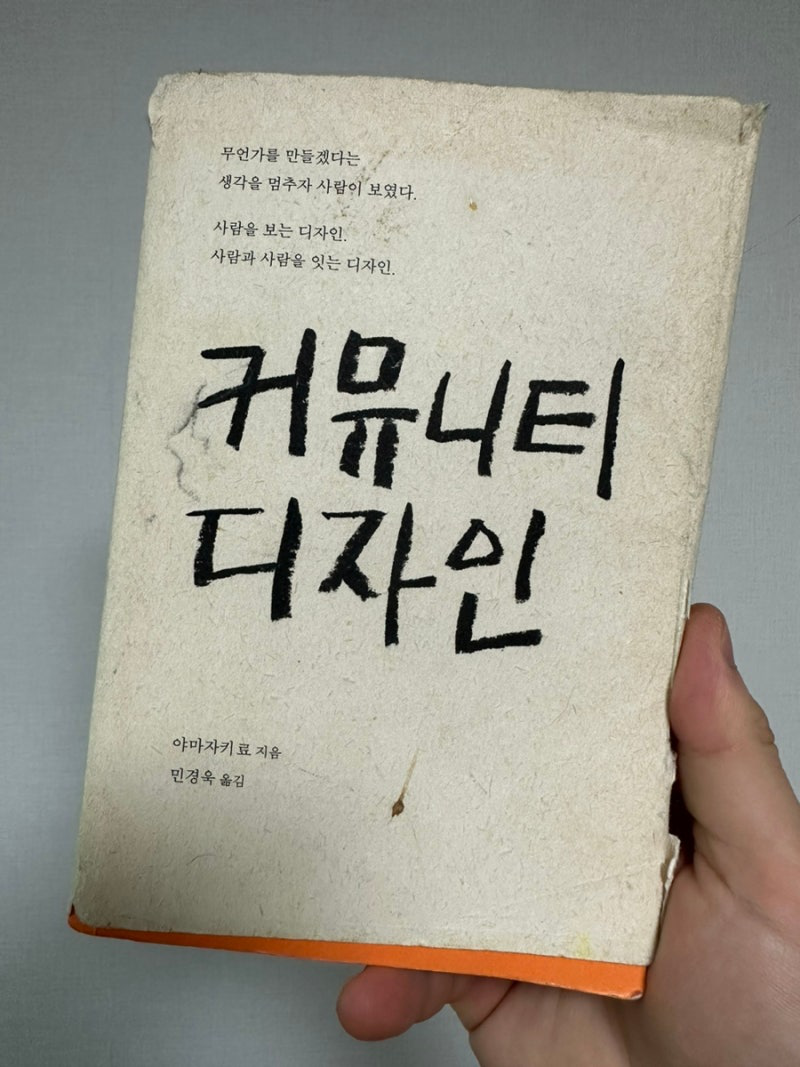 무언가를 만들겠다는
생각을 멈추자 사람이 보였다.
사람을 보는 디자인.
사람과 사람을 잇는 디자인.
커뮤니티
디자인
야마자키 료 지음
민경욱 옮김